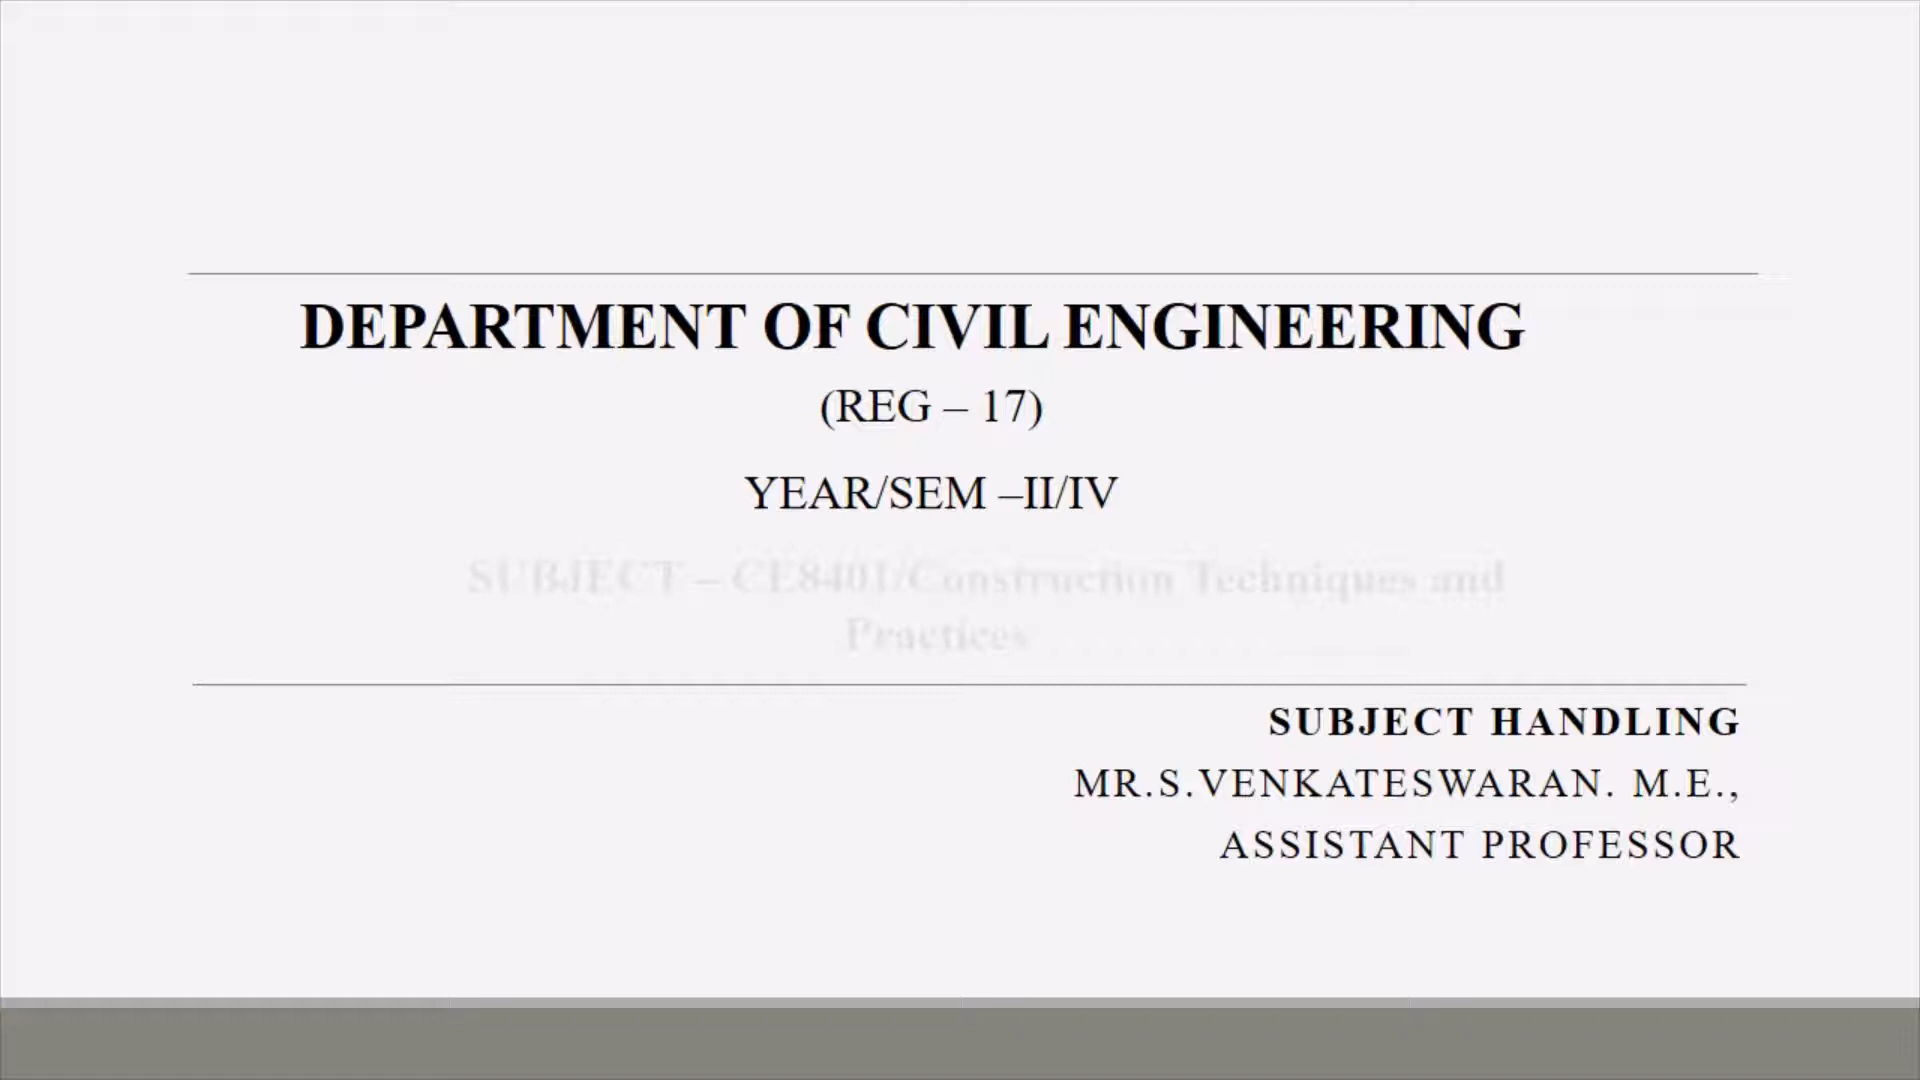 DEPARTMENT OF CIVIL ENGINEERING
(REG – 17)
YEAR/SEM –II/IV
SUBJECT – CE8401/Construction Techniques and
Practices
SUBJECT HANDLING
MR.S.VENKATESWARAN. M.E.,
ASSISTANT PROFESSOR